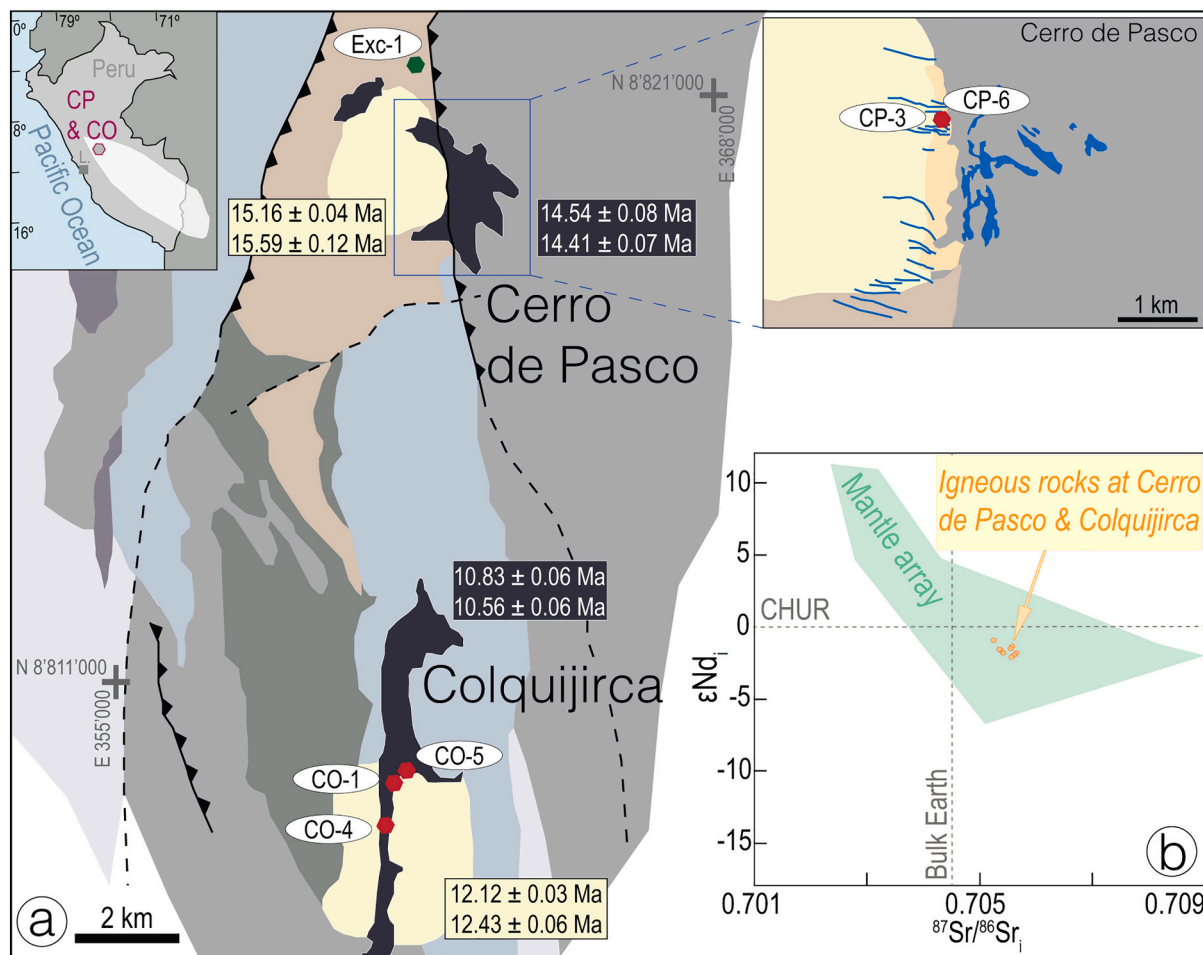 79º
71º
0º
8º
16º
Peru
CP
& CO
L.
Pacific Ocean
Exc-1
N 8’821’000
E 368’000
15.16 ± 0.04 Ma
15.59 ± 0.12 Ma
14.54 ± 0.08 Ma
14.41 ± 0.07 Ma
Cerro
de Pasco
Cerro de Pasco
CP-3
CP-6
1 km
10.83 ± 0.06 Ma
10.56 ± 0.06 Ma
N 8’811’000
E 355’000
Colquijirca
CO-5
CO-1
CO-4
12.12 ± 0.03 Ma
12.43 ± 0.06 Ma
a
2 km
10
5
0
-5
-10
-15
εNdi
Mantle array
Igneous rocks at Cerro
de Pasco & Colquijirca
CHUR
Bulk Earth
b
0.701
0.705
0.709
87Sr/86Sri